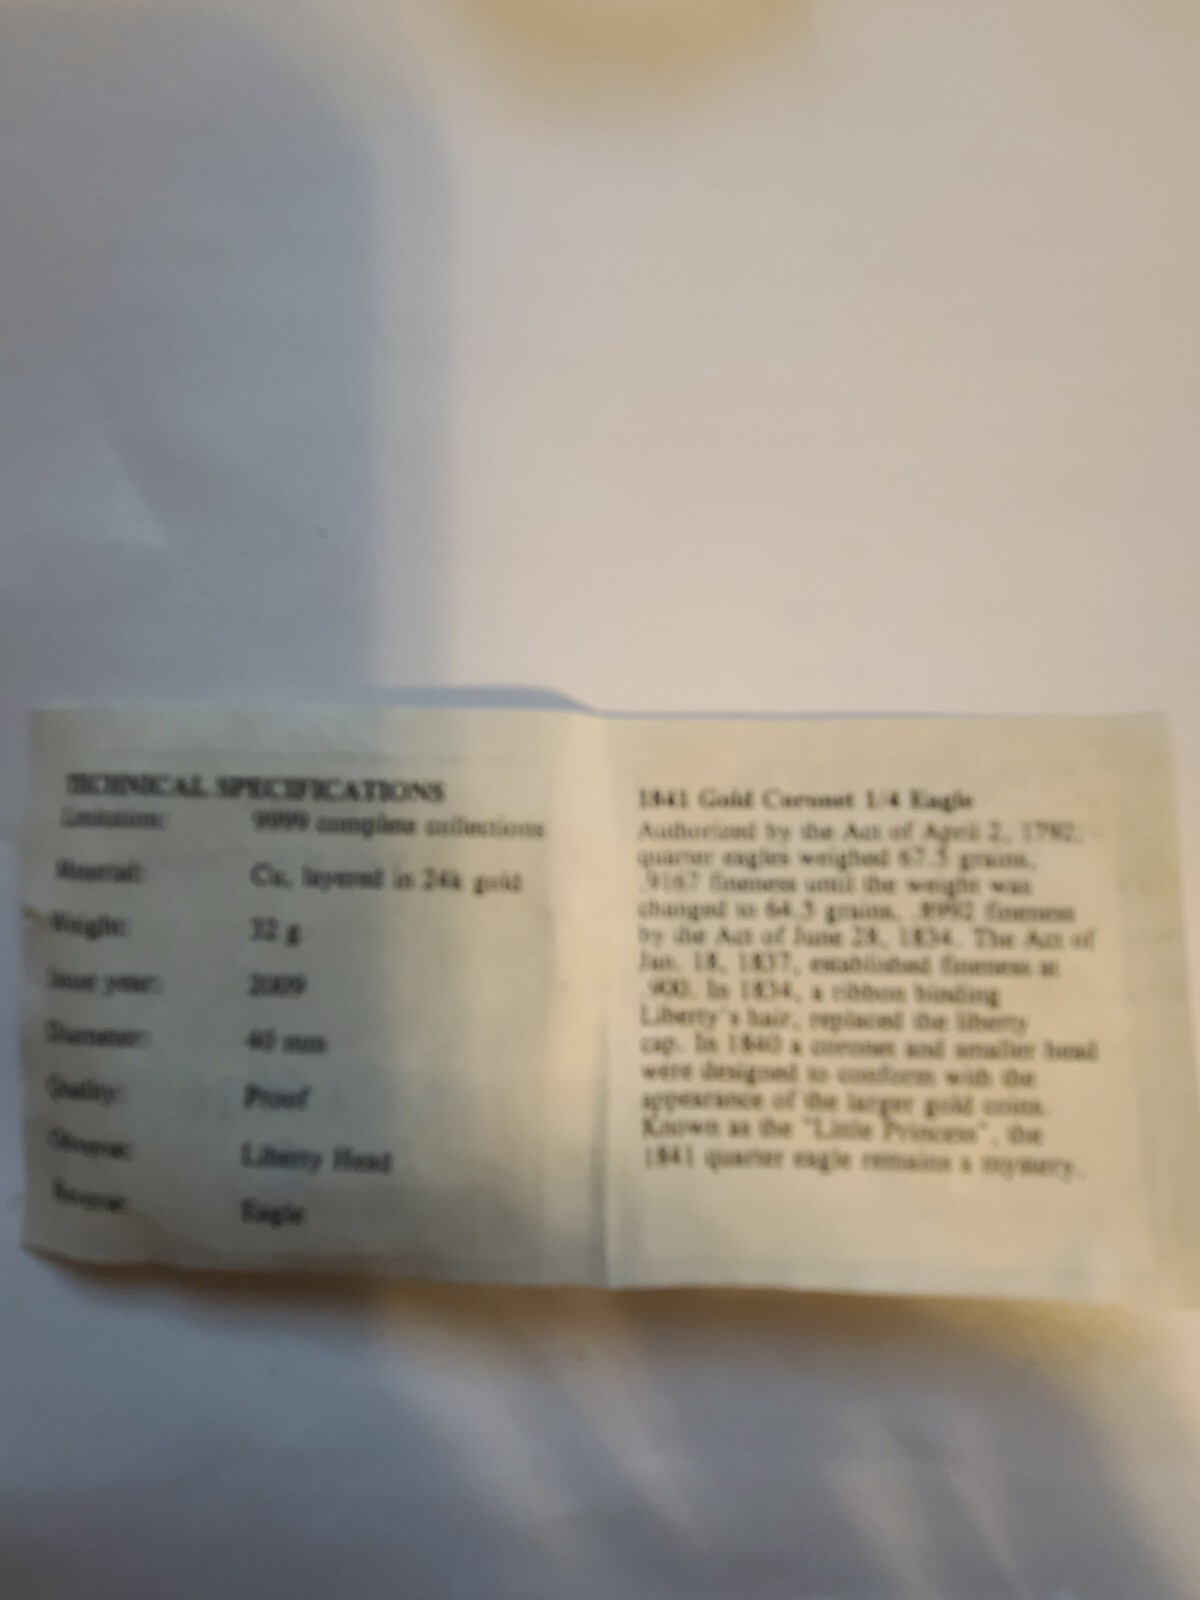 TECHNICAL SPECIFICATIONS
Limitation: 9999 complete collections
Material: Cu, layered in 24k gold
Weight: 32 g
Issue year: 2009
Diameter: 40 mm
Quality: Proof
Obverse: Liberty Head
Reverse: Eagle
1841 Gold Coronet 1/4 Eagle
Authorized by the Act of April 2, 1792,
quarter eagles weighed 67.5 grains,
.9167 fineness until the weight was
changed to 64.5 grains, .8992 fineness
by the Act of June 28, 1834. The Act of
Jan. 18, 1837, established fineness at
.900. In 1834, a ribbon binding
Liberty's hair, replaced the liberty
cap. In 1840 a coronet and smaller head
were designed to conform with the
appearance of the larger gold coins.
Known as the "Little Princess", the
1841 quarter eagle remains a mystery.